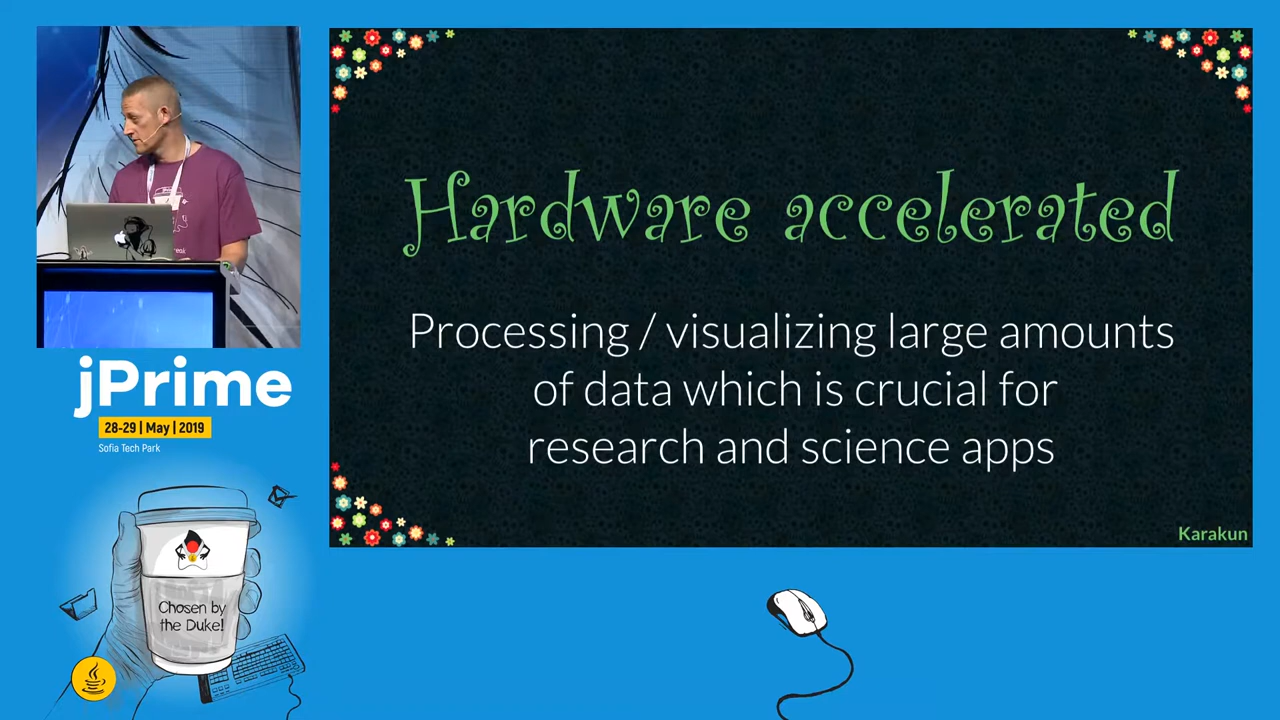 Hardware accelerated
Processing / visualizing large amounts
of data which is crucial for
research and science apps
Karakun
jPrime
28-29 | May | 2019
Sofia Tech Park
Chosen by
the Duke!